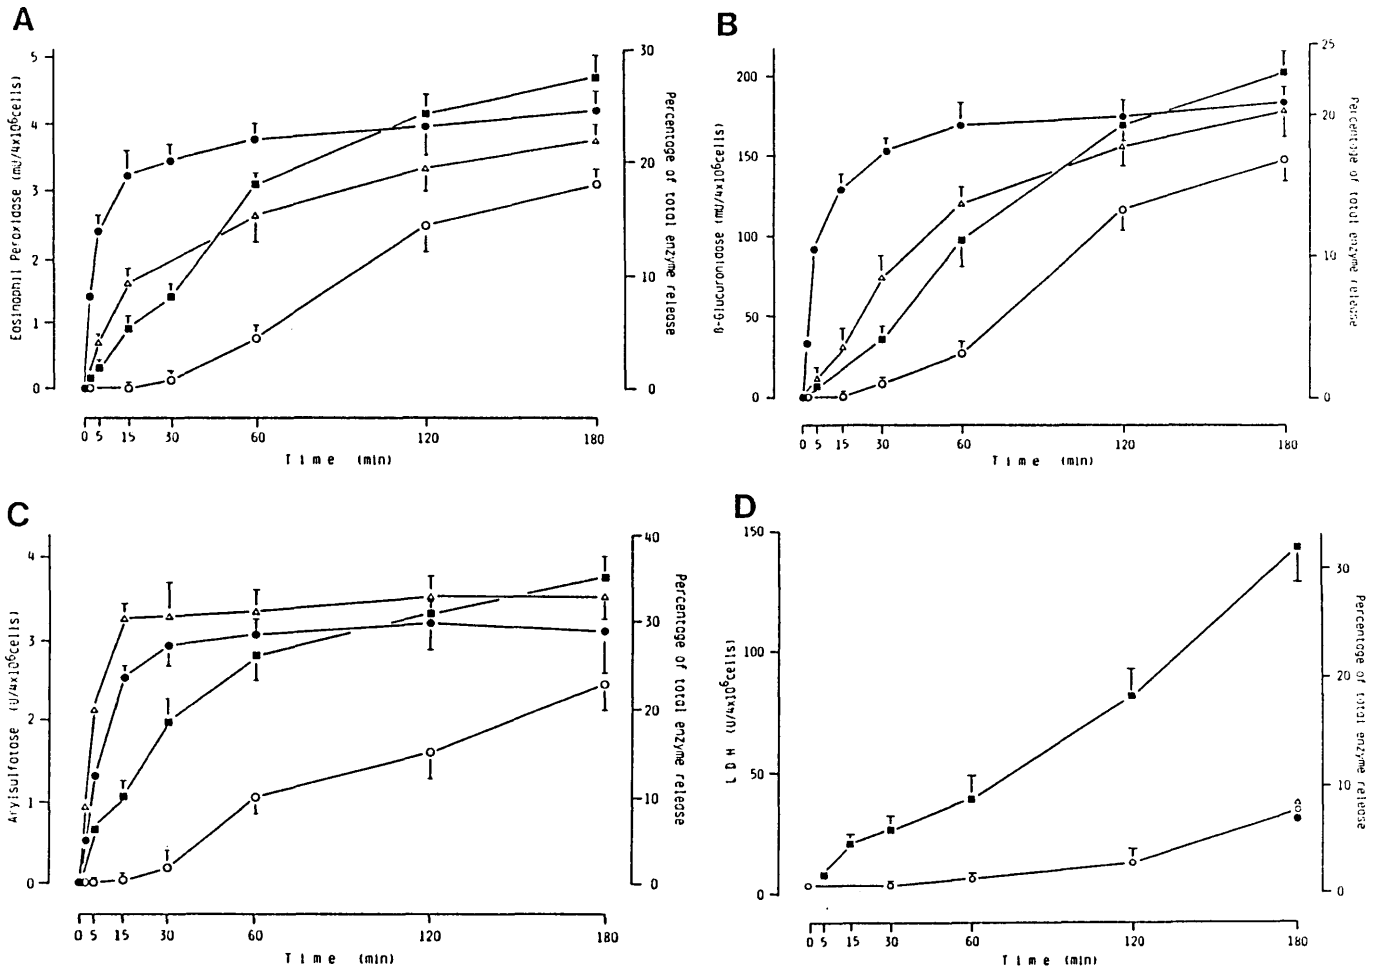 A
Eosinophil Peroxidase (mU/4x10⁶cells)
5
4
3
2
1
0
30
20
10
0
Percentage of total enzyme release
0 5 15 30 60 120 180
Time (min)
B
β-Glucuronidase (mU/4x10⁶cells)
200
150
100
50
0
25
20
10
0
Percentage of total enzyme release
0 5 15 30 60 120 180
Time (min)
C
Arylsulfatase (U/4x10⁶cells)
4
3
2
1
0
40
30
20
10
0
Percentage of total enzyme release
0 5 15 30 60 120 180
Time (min)
D
LDH (U/4x10⁶cells)
150
100
50
0
30
20
10
0
Percentage of total enzyme release
0 5 15 30 60 120 180
Time (min)